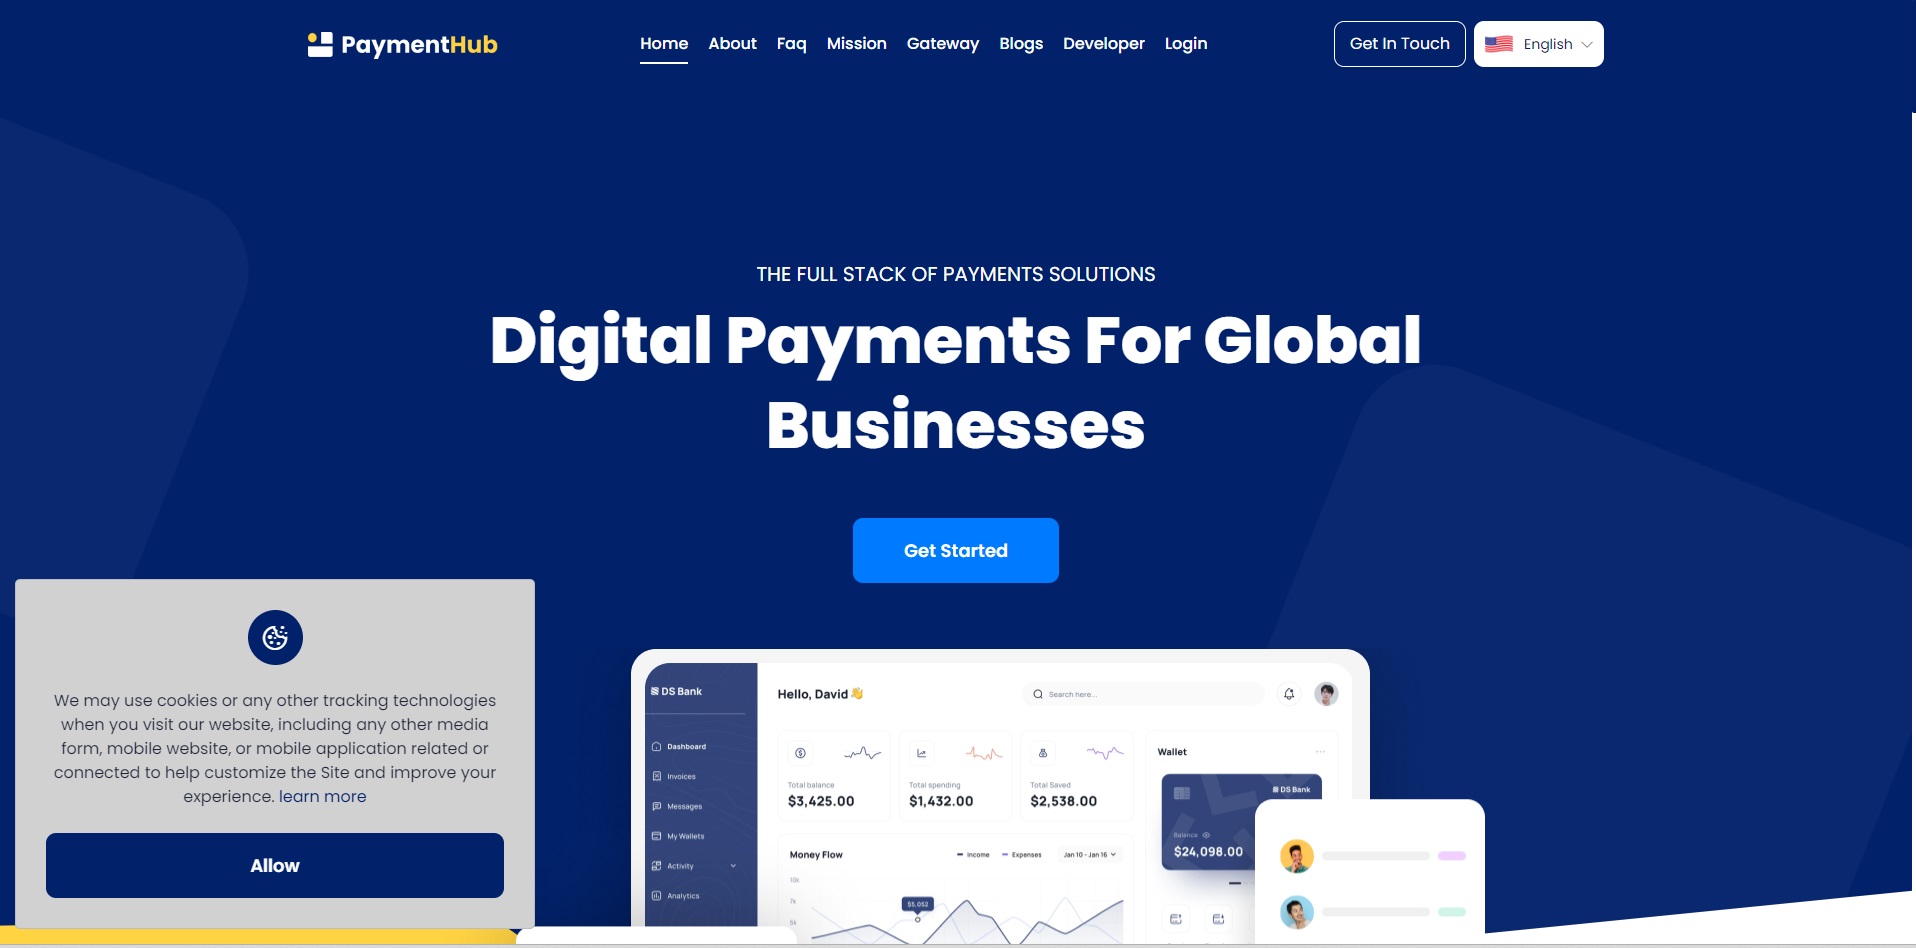 PaymentHub
Home About Faq Mission Gateway Blogs Developer Login
Get In Touch
English
THE FULL STACK OF PAYMENTS SOLUTIONS
Digital Payments For Global
Businesses
Get Started
We may use cookies or any other tracking technologies
when you visit our website, including any other media
form, mobile website, or mobile application related or
connected to help customize the Site and improve your
experience. learn more
Allow
DS Bank
Dashboard
Invoices
Messages
My Wallets
Activity
Analytics
Hello, David👋
Search here...
Total balance
$3,425.00
Total spending
$1,432.00
Total Saved
$2,538.00
Wallet
DS Bank
Balance
$24,098.00
Money Flow
Income Expenses Jan 10 - Jan 16
10k
7k
5k
$5,052